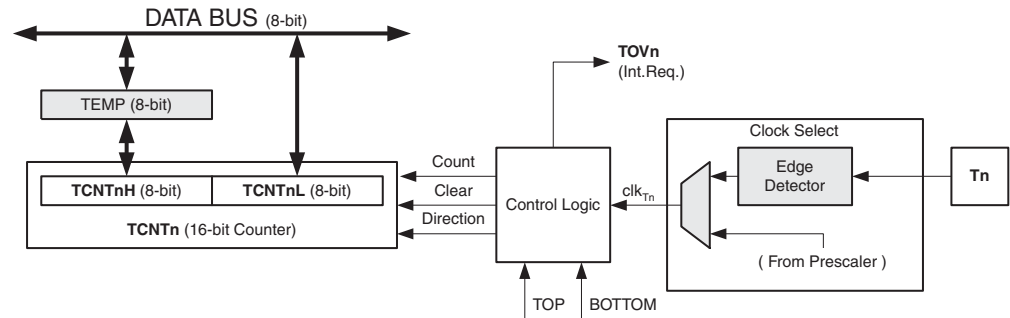 DATA BUS (8-bit)
TOVn
(Int.Req.)
TEMP (8-bit)
Clock Select
Count
Edge
Detector
Tn
TCNTnH (8-bit) TCNTnL (8-bit)
Clear
Control Logic
clkTn
TCNTn (16-bit Counter)
Direction
( From Prescaler )
TOP
BOTTOM